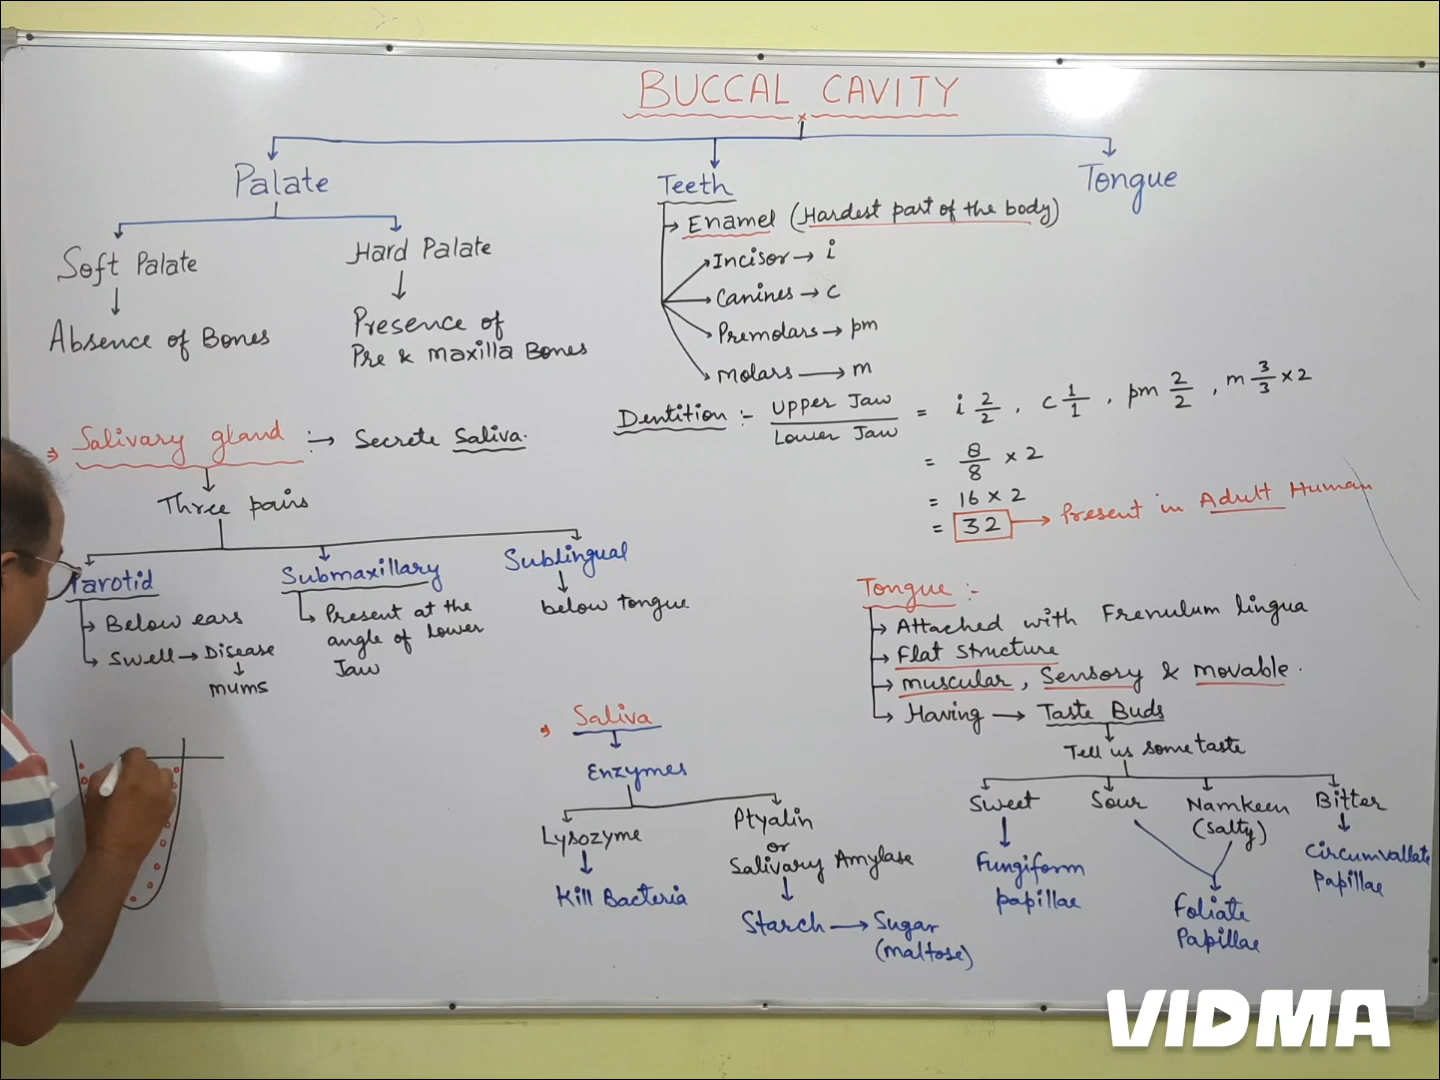 BUCCAL CAVITY
Palate
Soft Palate
Absence of Bones
Hard Palate
Presence of
Pre & maxilla Bones
Teeth
Enamel (Hardest part of the body)
Incisor → i
Canines → c
Premolars → pm
Molars → m
Dentition :- Upper Jaw / Lower Jaw = i 2/2 , c 1/1 , pm 2/2 , m 3/3 × 2
= 8/8 × 2
= 16 × 2
= 32 → Present in Adult Human
Tongue
⇒ Salivary gland :→ Secrete Saliva.
Three pairs
Parotid
→ Below ears
→ Swell → Disease
↓
mums
Submaxillary
Present at the
angle of lower
Jaw
Sublingual
below tongue
Tongue :-
→ Attached with Frenulum lingua
→ Flat structure
→ muscular, Sensory & movable.
→ Having → Taste Buds
Tell us some taste
Sweet
Fungiform
papillae
Sour
Namkeen
(salty)
Foliate
Papillae
Bitter
Circumvallate
Papillae
Saliva
Enzymes
Lysozyme
Kill Bacteria
Ptyalin
or
Salivary Amylase
Starch → Sugar
(maltose)
VIDMA